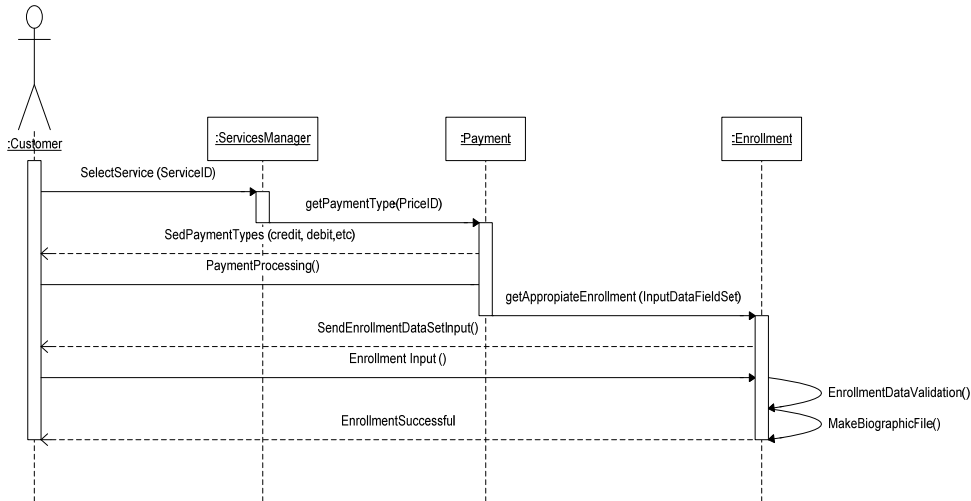 :Customer
:ServicesManager
:Payment
:Enrollment
SelectService (ServiceID)
getPaymentType(PriceID)
SedPaymentTypes (credit, debit,etc)
PaymentProcessing()
getAppropiateEnrollment (InputDataFieldSet)
SendEnrollmentDataSetInput()
Enrollment Input ()
EnrollmentDataValidation()
EnrollmentSuccessful
MakeBiographicFile()